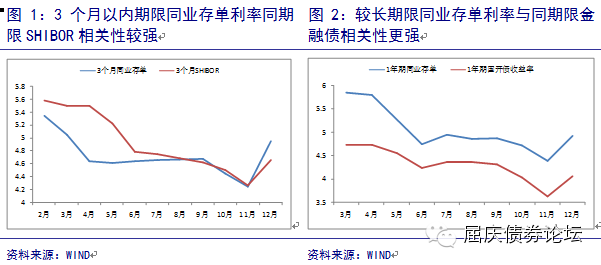 图 1：3 个月以内期限同业存单利率同期
限 SHIBOR 相关性较强
3个月同业存单 3个月SHIBOR
5.8
5.6
5.4
5.2
5
4.8
4.6
4.4
4.2
4
2月 3月 4月 5月 6月 7月 8月 9月 10月 11月 12月
资料来源：WIND
图 2：较长期限同业存单利率与同期限金
融债相关性更强
1年期同业存单 1年期国开债收益率
6
5.5
5
4.5
4
3.5
3月 4月 5月 6月 7月 8月 9月 10月 11月 12月
资料来源：WIND
屈庆债券论坛